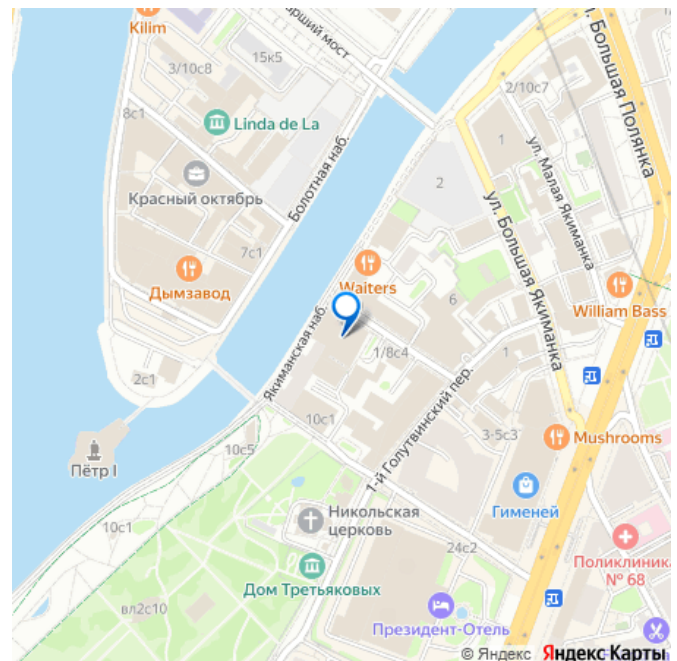 Kilim
арший мост
15к5
3/10с8
8с1
Linda de La
Болотная наб.
Красный октябрь
7с1
Дымзавод
2с1
Пётр I
Якиманская наб.
Waiters
2/10с7
1
2
ул. Малая Якиманка
ул. Большая Полянка
ул. Большая Якиманка
6
William Bass
1/8с4
1
1-й Голутвинский пер.
10с1
10с5
3-5с3
Mushrooms
Гименей
Никольская
церковь
10с1
24с2
Поликлиник
№ 68
Дом Третьяковых
вл2с10
Президент-Отель
© Яндекс Яндекс Карты